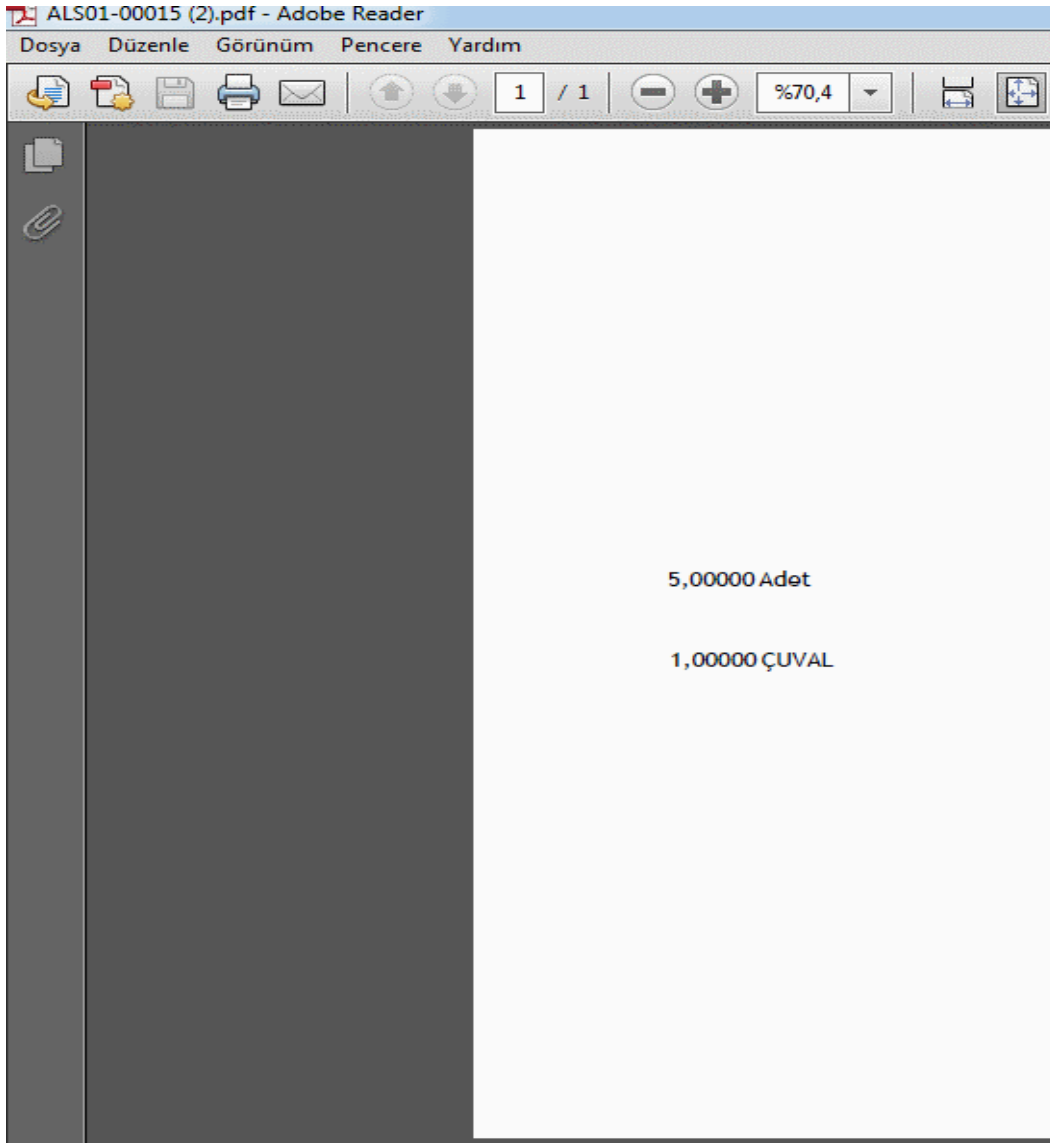 ALS01-00015 (2).pdf - Adobe Reader
Dosya Düzenle Görünüm Pencere Yardım
1 / 1 %70,4
5,00000 Adet
1,00000 ÇUVAL